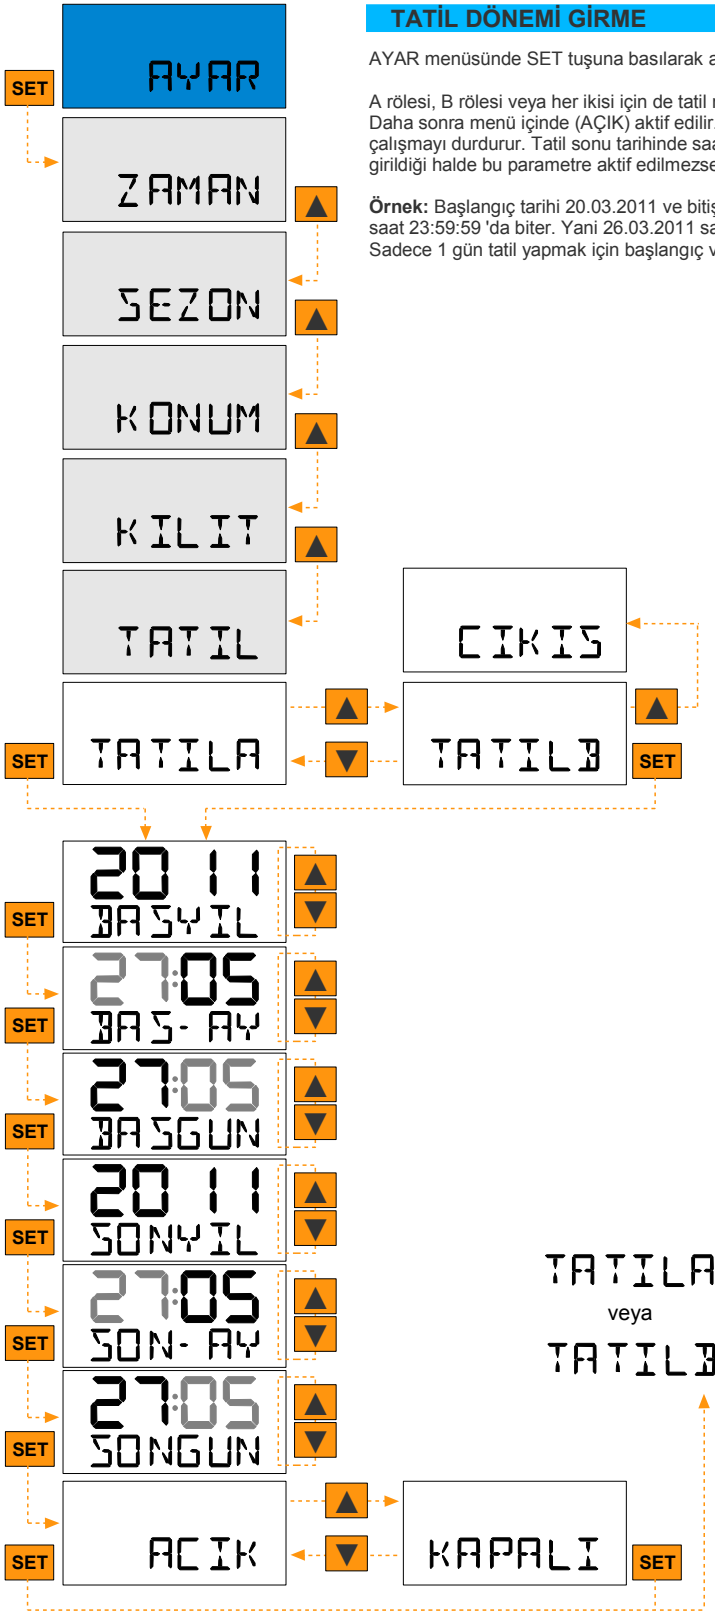 TATİL DÖNEMİ GİRME
AYAR menüsünde SET tuşuna basılarak a
A rölesi, B rölesi veya her ikisi için de tatil
Daha sonra menü içinde (AÇIK) aktif edilir
çalışmayı durdurur. Tatil sonu tarihinde saa
girildiği halde bu parametre aktif edilmezse
Örnek: Başlangıç tarihi 20.03.2011 ve bitiş
saat 23:59:59 'da biter. Yani 26.03.2011 sa
Sadece 1 gün tatil yapmak için başlangıç v
AYAR
SET
ZAMAN
SEZON
KONUM
KILIT
TATIL
CIKIS
TATILA
TATILB
SET
SET
2011
BASYIL
SET
27:05
BAS-AY
SET
27:05
BASGUN
SET
2011
SONYIL
SET
27:05
SON-AY
SET
27:05
SONGUN
SET
TATILA
veya
TATILB
ACIK
KAPALI
SET
SET